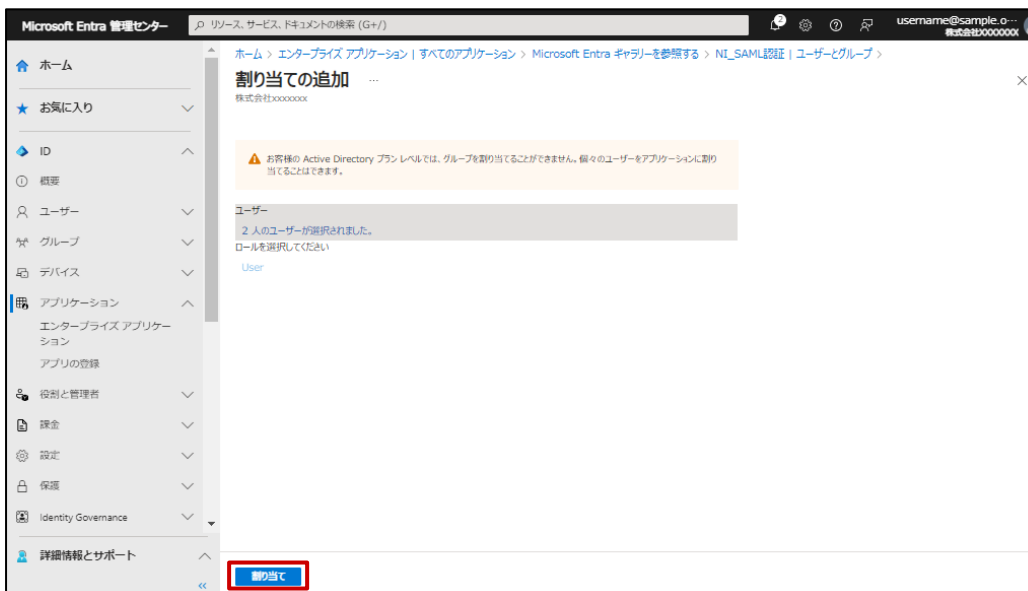 Microsoft Entra 管理センター
リソース、サービス、ドキュメントの検索 (G+/)
2
username@sample.o…
株式会社XXXXXXX
ホーム
お気に入り
ID
概要
ユーザー
グループ
デバイス
アプリケーション
エンタープライズ アプリケー
ション
アプリの登録
役割と管理者
課金
設定
保護
Identity Governance
詳細情報とサポート
«
ホーム > エンタープライズ アプリケーション | すべてのアプリケーション > Microsoft Entra ギャラリーを参照する > NI_SAML認証 | ユーザーとグループ >
割り当ての追加 …
株式会社xxxxxxx
お客様の Active Directory プラン レベルでは、グループを割り当てることができません。個々のユーザーをアプリケーションに割り
当てることはできます。
ユーザー
2 人のユーザーが選択されました。
ロールを選択してください
User
割り当て